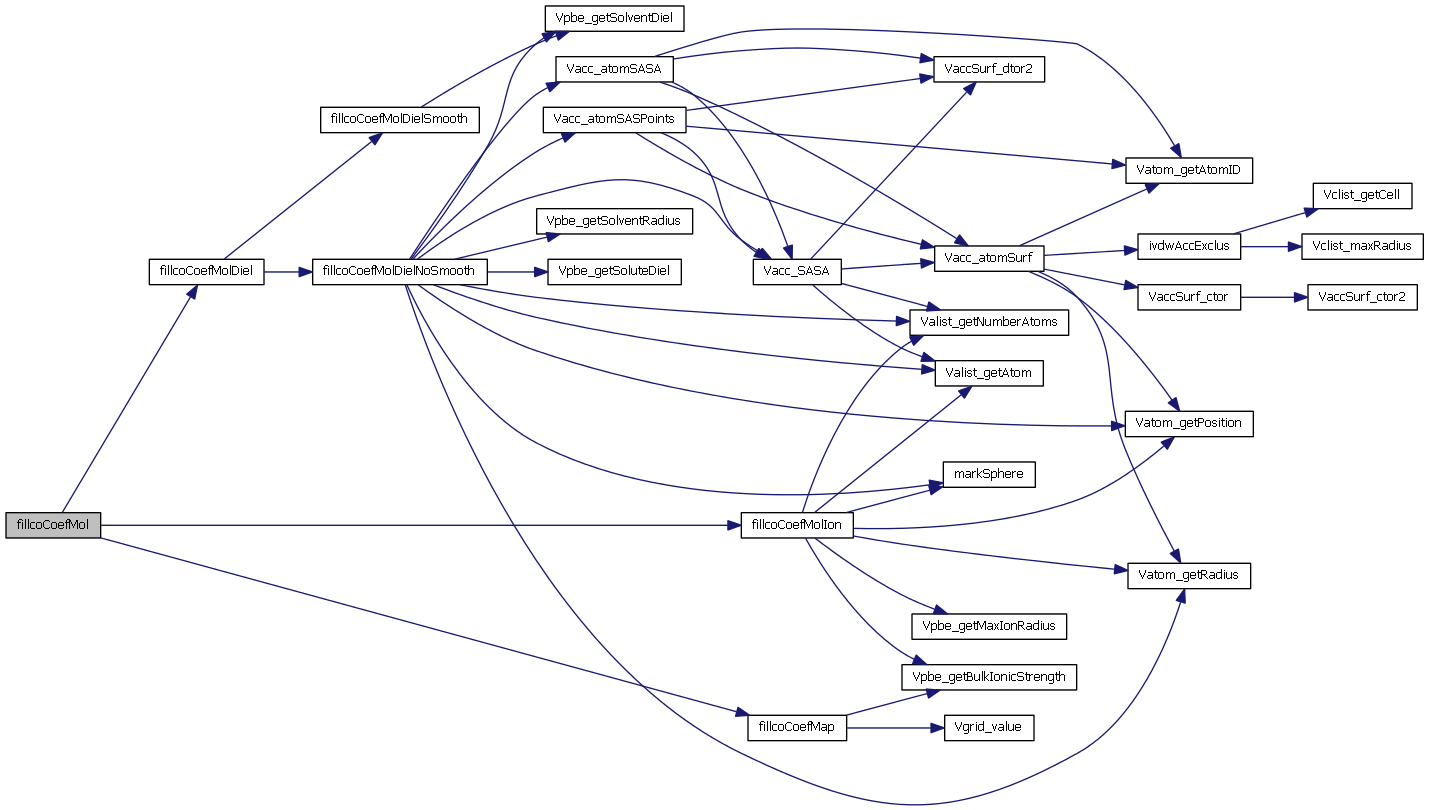 Vpbe_getSolventDiel
Vacc_atomSASA
VaccSurf_dtor2
fillcoCoefMolDielSmooth
Vacc_atomSASPoints
Vatom_getAtomID
Vclist_getCell
Vpbe_getSolventRadius
ivdwAccExclus
Vclist_maxRadius
Vacc_atomSurf
fillcoCoefMolDiel
fillcoCoefMolDielNoSmooth
Vpbe_getSoluteDiel
Vacc_SASA
VaccSurf_ctor
VaccSurf_ctor2
Valist_getNumberAtoms
Valist_getAtom
Vatom_getPosition
markSphere
fillcoCoefMol
fillcoCoefMolIon
Vatom_getRadius
Vpbe_getMaxIonRadius
Vpbe_getBulkIonicStrength
fillcoCoefMap
Vgrid_value